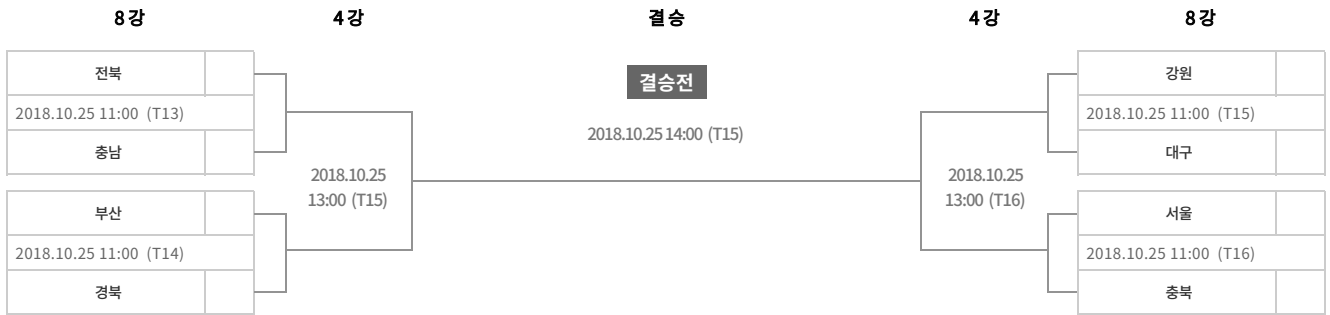 8강
4강
결승
4강
8강
전북
2018.10.25 11:00 (T13)
충남
부산
2018.10.25 11:00 (T14)
경북
2018.10.25
13:00 (T15)
결승전
2018.10.25 14:00 (T15)
2018.10.25
13:00 (T16)
강원
2018.10.25 11:00 (T15)
대구
서울
2018.10.25 11:00 (T16)
충북